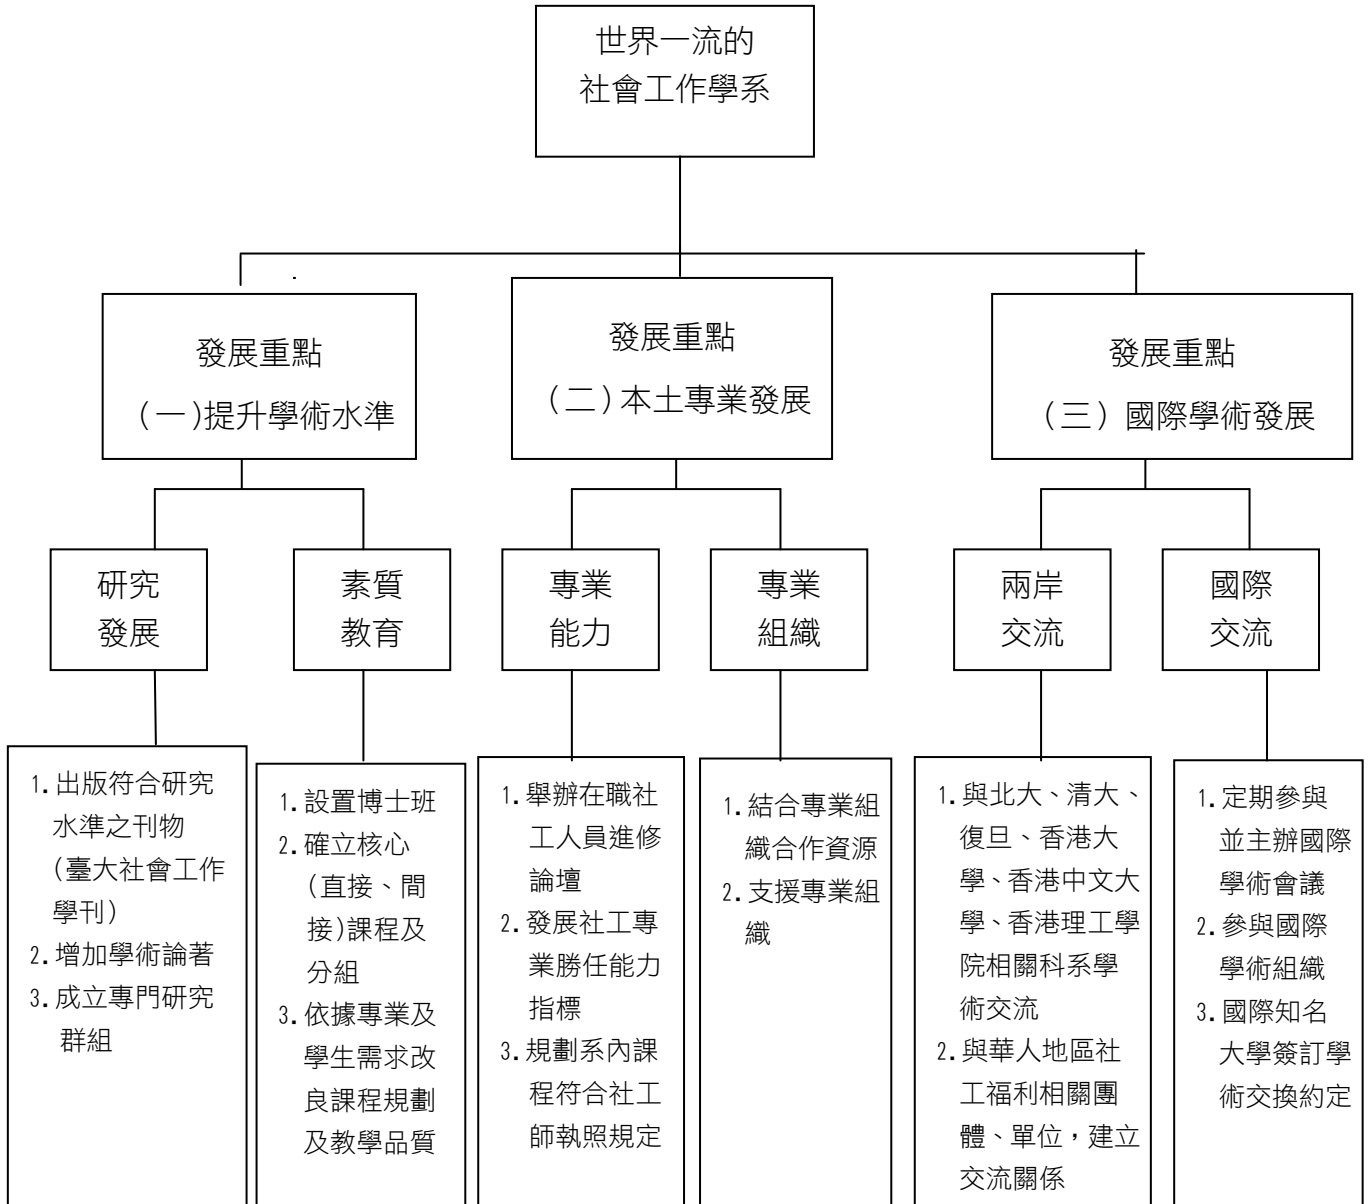 世界一流的
社會工作學系
發展重點
(一)提升學術水準
發展重點
(二)本土專業發展
發展重點
(三)國際學術發展
研究
發展
素質
教育
專業
能力
專業
組織
兩岸
交流
國際
交流
1.出版符合研究
水準之刊物
(臺大社會工作
學刊)
2.增加學術論著
3.成立專門研究
群組
1.設置博士班
2.確立核心
(直接、間
接)課程及
分組
3.依據專業及
學生需求改
良課程規劃
及教學品質
1.舉辦在職社
工人員進修
論壇
2.發展社工專
業勝任能力
指標
3.規劃系內課
程符合社工
師執照規定
1.結合專業組
織合作資源
2.支援專業組
織
1.與北大、清大、
復旦、香港大
學、香港中文大
學、香港理工學
院相關科系學
術交流
2.與華人地區社
工福利相關團
體、單位，建立
交流關係
1.定期參與
並主辦國際
學術會議
2.參與國際
學術組織
3.國際知名
大學簽訂學
術交換約定